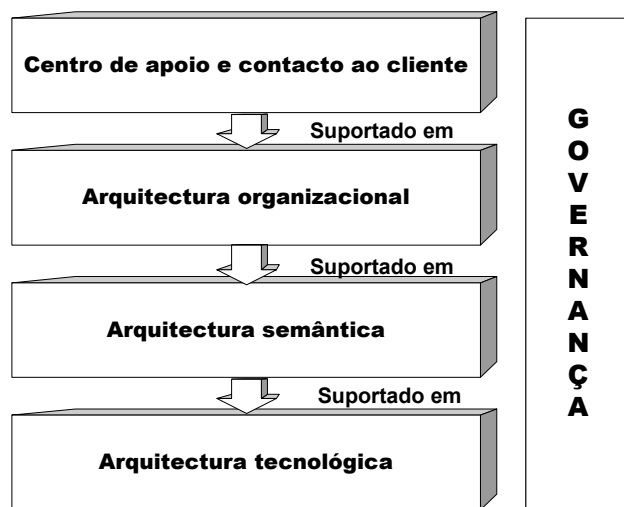 Centro de apoio e contacto ao cliente
Suportado em
Arquitectura organizacional
Suportado em
Arquitectura semântica
Suportado em
Arquitectura tecnológica
G
O
V
E
R
N
A
N
Ç
A